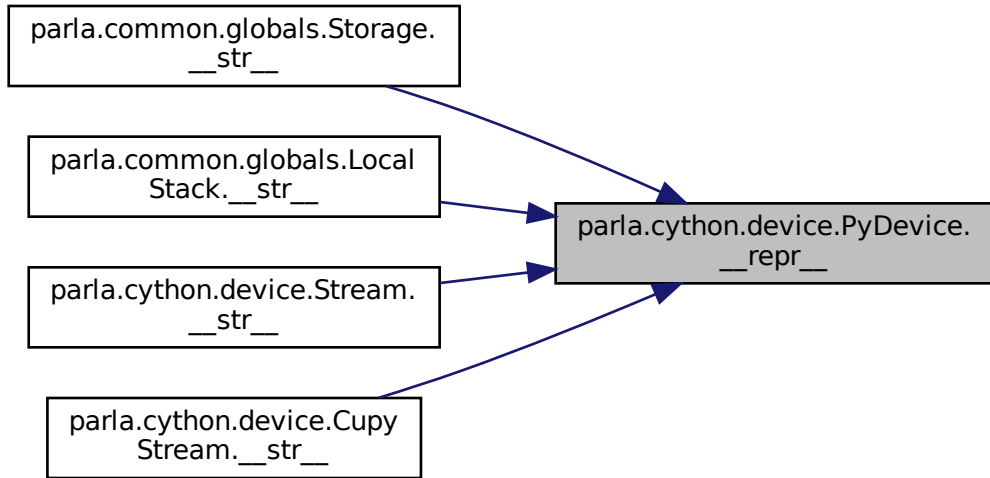 parla.common.globals.Storage.
__str__
parla.common.globals.Local
Stack.__str__
parla.cython.device.Stream.
__str__
parla.cython.device.Cupy
Stream.__str__
parla.cython.device.PyDevice.
__repr__